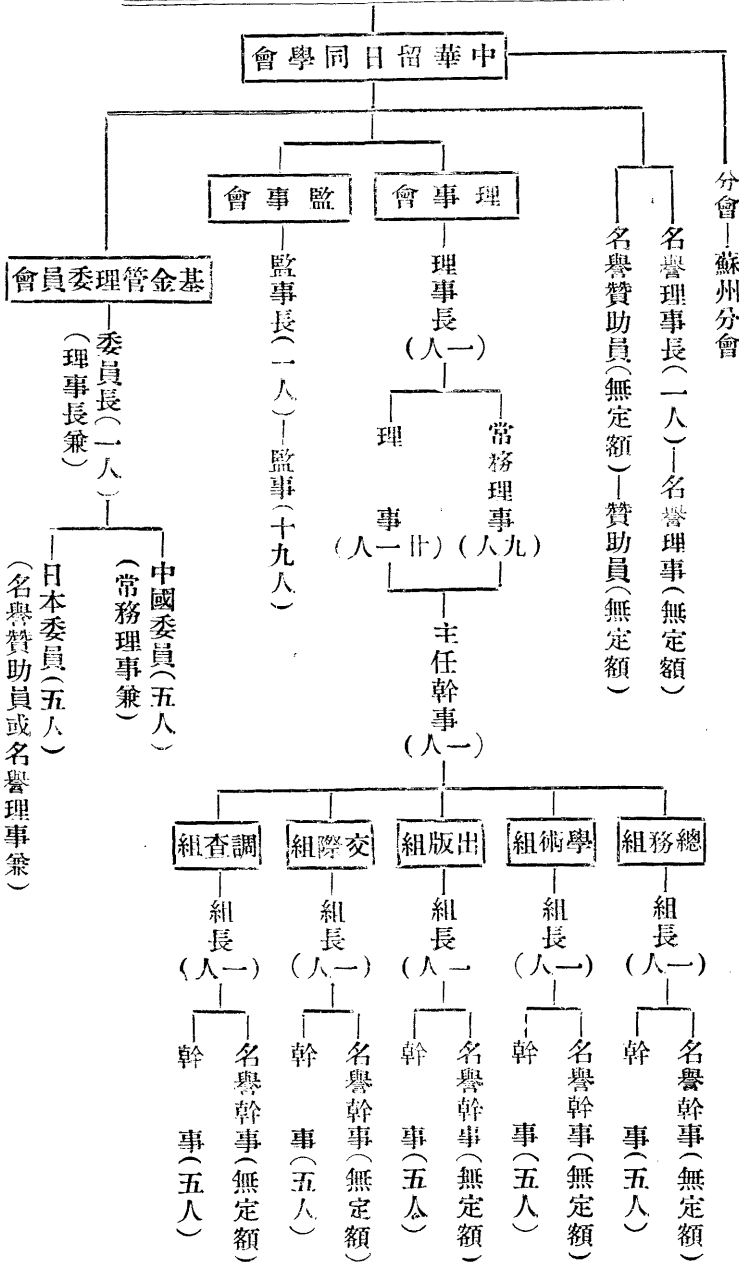 中華留日同學會
分會—蘇州分會
名譽理事長(一人)—名譽理事(無定額)
名譽贊助員(無定額)—贊助員(無定額)
理事會
理事長
(一人)
常務理事
(九人)
理事
(廿一人)
主任幹事
(一人)
總務組
組長
(一人)
名譽幹事(無定額)
幹事(五人)
學術組
組長
(一人)
名譽幹事(無定額)
幹事(五人)
出版組
組長
(一人
名譽幹事(無定額)
幹事(五人)
交際組
組長
(一人)
名譽幹事(無定額)
幹事(五人)
調查組
組長
(一人)
名譽幹事(無定額)
幹事(五人)
監事會
監事長(一人)—監事(十九人)
基金管理委員會
委員長(一人)
(理事長兼)
中國委員(五人)
(常務理事兼)
日本委員(五人)
(名譽贊助員或名譽理事兼)